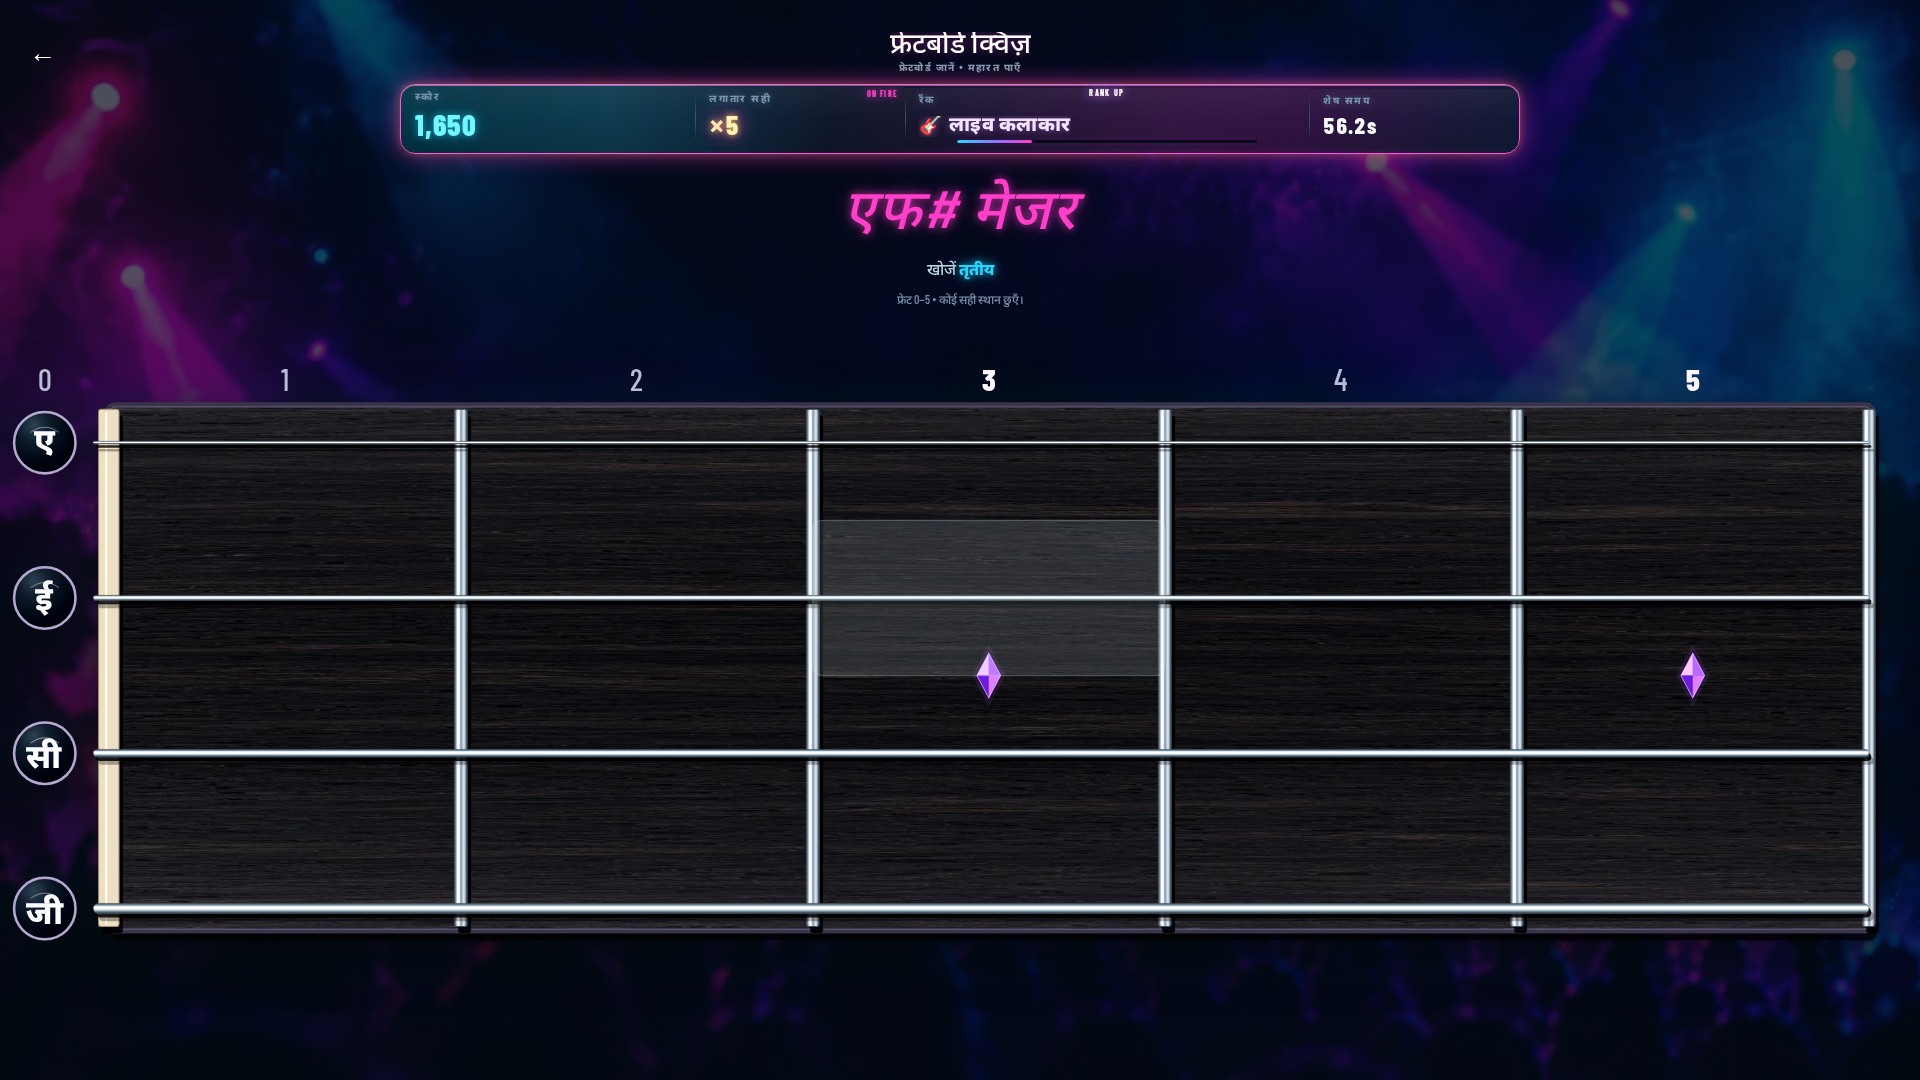 ←
फ्रेटबोर्ड क्विज़
फ्रेटबोर्ड जानें • महारत पाएँ
स्कोर
1,650
लगातार सही
×5
ON FIRE
रैंक
RANK UP
लाइव कलाकार
शेष समय
56.2s
एफ# मेजर
खोजें तृतीय
फ्रेट 0–5 • कोई सही स्थान छुएँ।
0 1 2 3 4 5
ए
ई
सी
जी